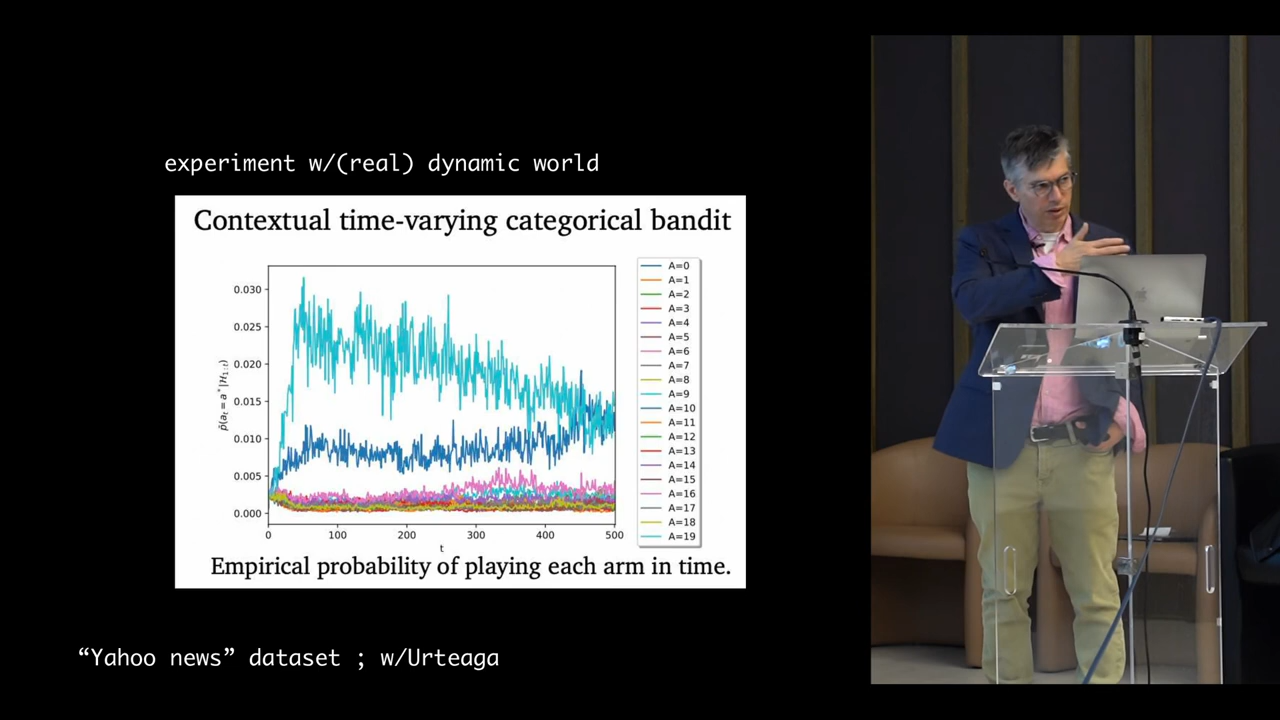 experiment w/(real) dynamic world
Contextual time-varying categorical bandit
0.030
0.025
0.020
0.015
0.010
0.005
0.000
p̂(aₜ = a*|ℋ₁:ₜ)
0 100 200 300 400 500
t
A=0
A=1
A=2
A=3
A=4
A=5
A=6
A=7
A=8
A=9
A=10
A=11
A=12
A=13
A=14
A=15
A=16
A=17
A=18
A=19
Empirical probability of playing each arm in time.
“Yahoo news” dataset ; w/Urteaga